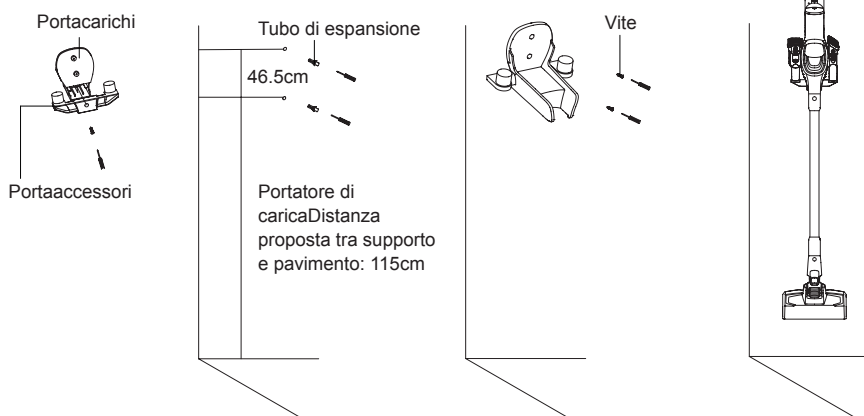 Portacarichi
Portaaccessori
Tubo di espansione
46.5cm
Portatore di
caricaDistanza
proposta tra supporto
e pavimento: 115cm
Vite